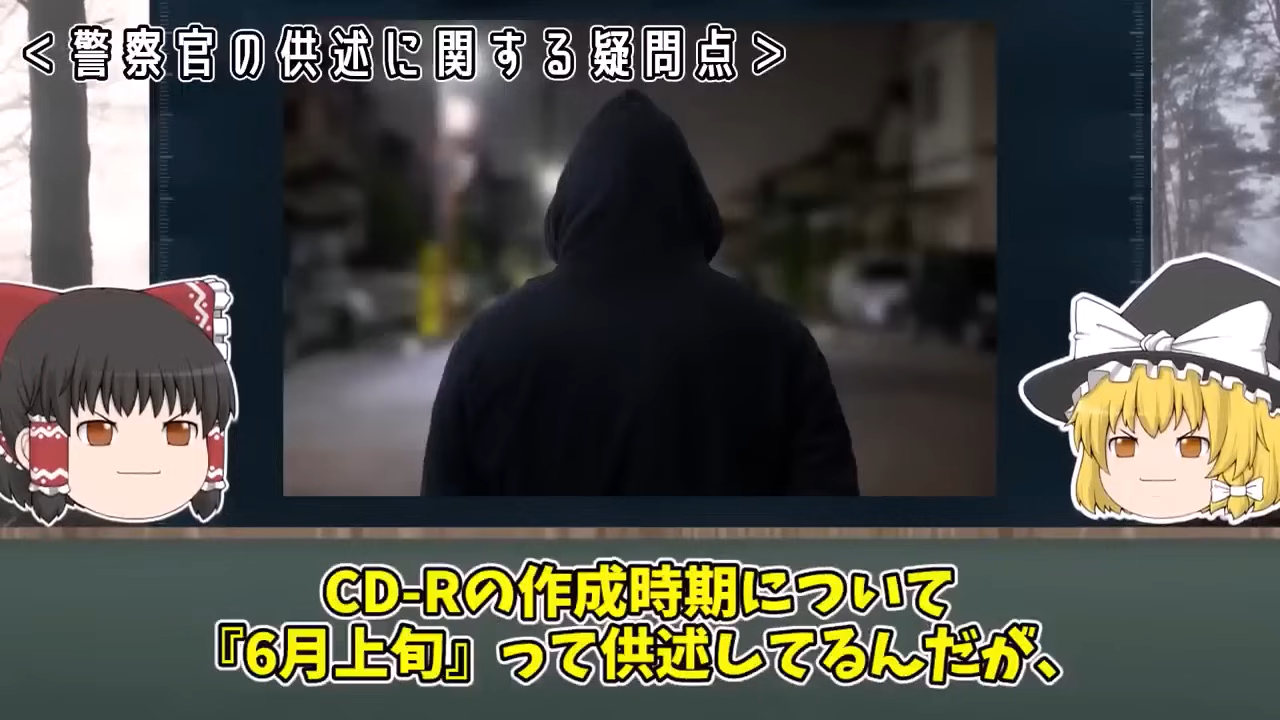 ＜警察官の供述に関する疑問点＞
CD-Rの作成時期について
『6月上旬』って供述してるんだが、